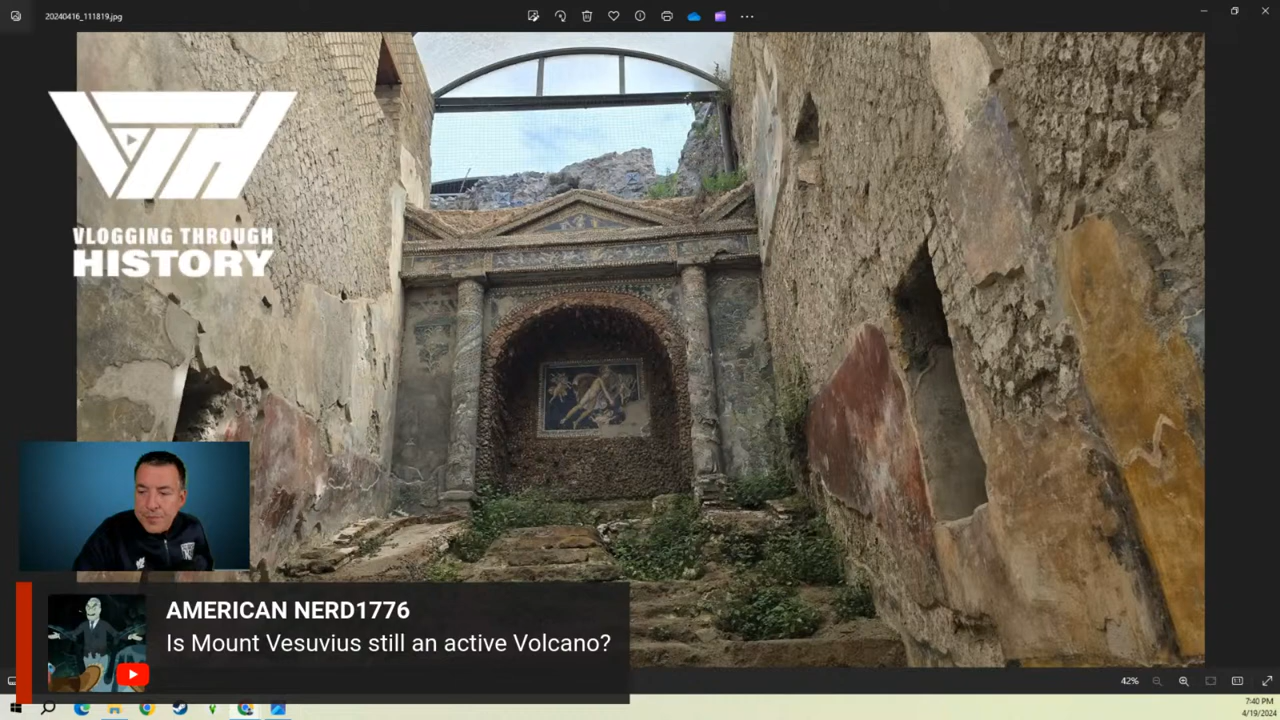 20240416_111819.jpg
VTH
VLOGGING THROUGH
HISTORY
AMERICAN NERD1776
Is Mount Vesuvius still an active Volcano?
42%
7:40 PM
4/19/2024